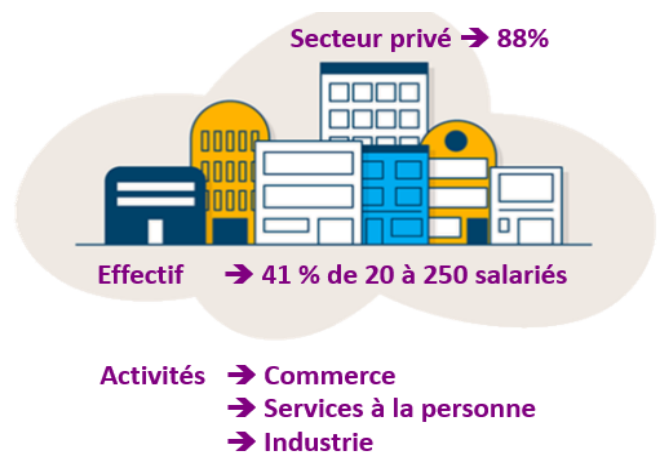 Secteur privé ➔ 88%
Effectif ➔ 41 % de 20 à 250 salariés
Activités ➔ Commerce
➔ Services à la personne
➔ Industrie